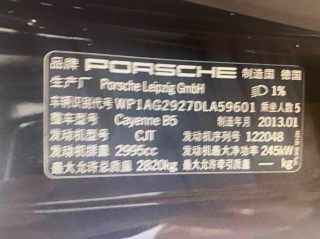 品牌 PORSCHE 制造国 德国
生产厂 Porsche Leipzig GmbH 1%
车辆识别代号 WP1AG2927DLA59601 乘坐人数 5
整车型号 Cayenne B5 制造年月 2013.01
发动机型号 CJT 发动机序列号 122048
发动机排量 2995cc 发动机最大净功率 245kW
最大允许总质量 2820kg 最大允许牵引质量 — kg